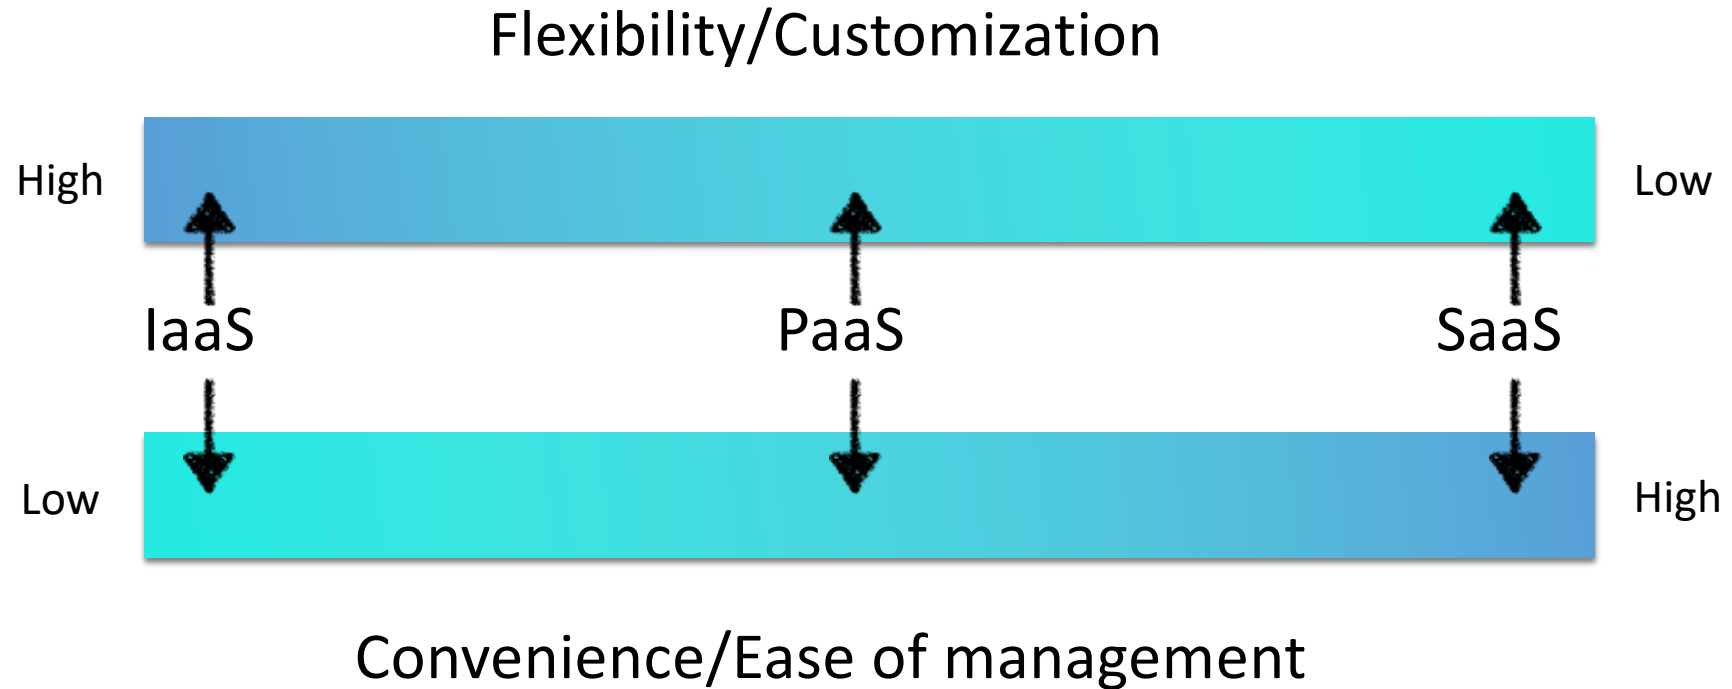 Flexibility/Customization
High
Low
IaaS
PaaS
SaaS
Low
High
Convenience/Ease of management